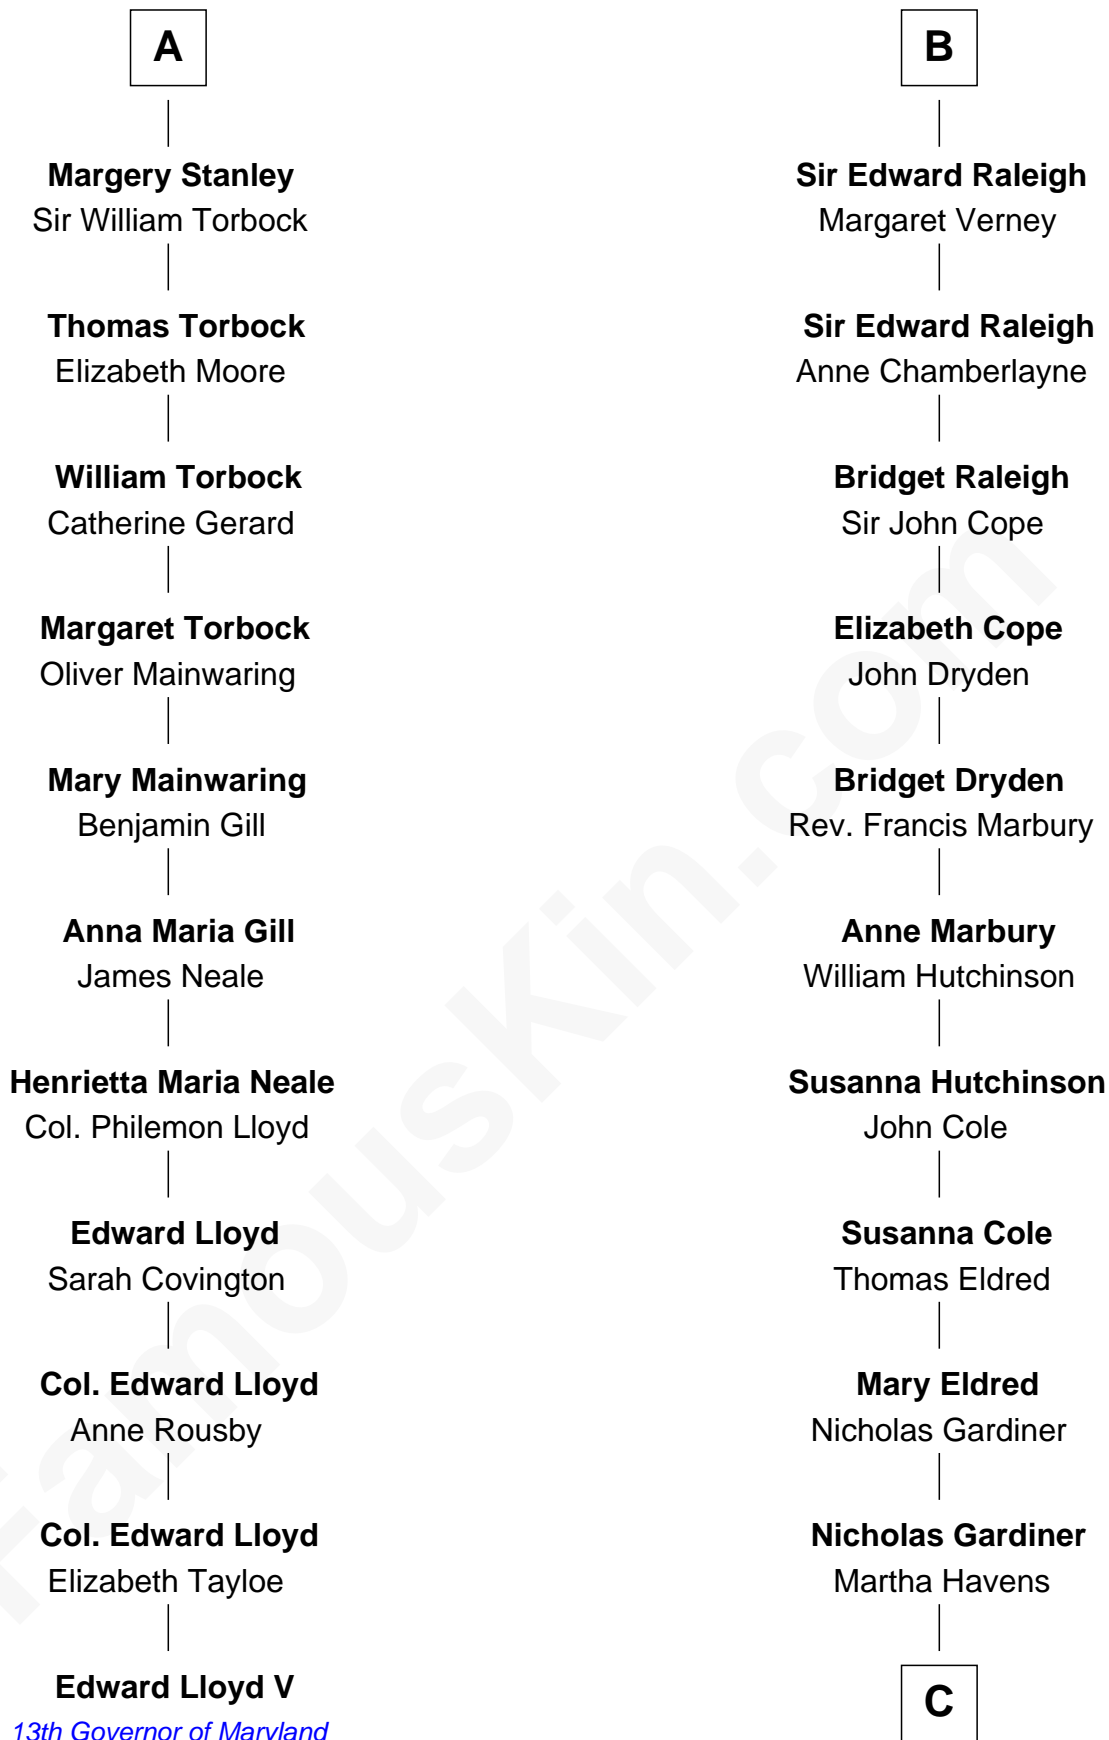 A
Margery Stanley
Sir William Torbock
Thomas Torbock
Elizabeth Moore
William Torbock
Catherine Gerard
Margaret Torbock
Oliver Mainwaring
Mary Mainwaring
Benjamin Gill
Anna Maria Gill
James Neale
Henrietta Maria Neale
Col. Philemon Lloyd
Edward Lloyd
Sarah Covington
Col. Edward Lloyd
Anne Rousby
Col. Edward Lloyd
Elizabeth Tayloe
Edward Lloyd V
13th Governor of Maryland
B
Sir Edward Raleigh
Margaret Verney
Sir Edward Raleigh
Anne Chamberlayne
Bridget Raleigh
Sir John Cope
Elizabeth Cope
John Dryden
Bridget Dryden
Rev. Francis Marbury
Anne Marbury
William Hutchinson
Susanna Hutchinson
John Cole
Susanna Cole
Thomas Eldred
Mary Eldred
Nicholas Gardiner
Nicholas Gardiner
Martha Havens
C
FamousKin.com